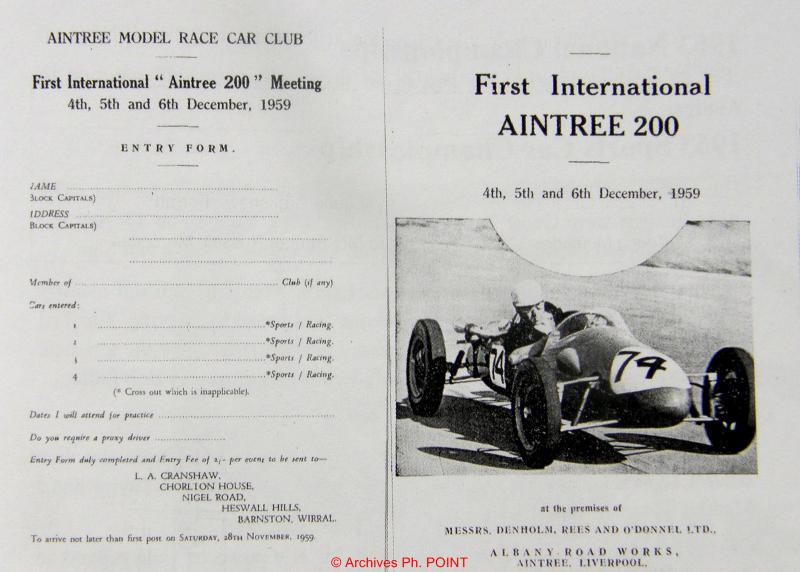 AINTREE MODEL RACE CAR CLUB
First International “ Aintree 200 ” Meeting
4th, 5th and 6th December, 1959
ENTRY FORM.
NAME
BLOCK CAPITALS)
ADDRESS
BLOCK CAPITALS)
Member of Club (if any)
Cars entered:
1 *Sports / Racing.
2 *Sports / Racing.
3 *Sports / Racing.
4 *Sports / Racing.
(* Cross out which is inapplicable).
Dates I will attend for practice
Do you require a proxy driver
Entry Form duly completed and Entry Fee of 2/- per event to be sent to—
L. A. CRANSHAW,
CHORLTON HOUSE,
NIGEL ROAD,
HESWALL HILLS,
BARNSTON, WIRRAL.
To arrive not later than first post on SATURDAY, 28TH NOVEMBER, 1959.
First International
AINTREE 200
4th, 5th and 6th December, 1959
74
74
at the premises of
MESSRS. DENHOLM, REES AND O'DONNEL LTD.,
ALBANY ROAD WORKS,
AINTREE, LIVERPOOL.
© Archives Ph. POINT